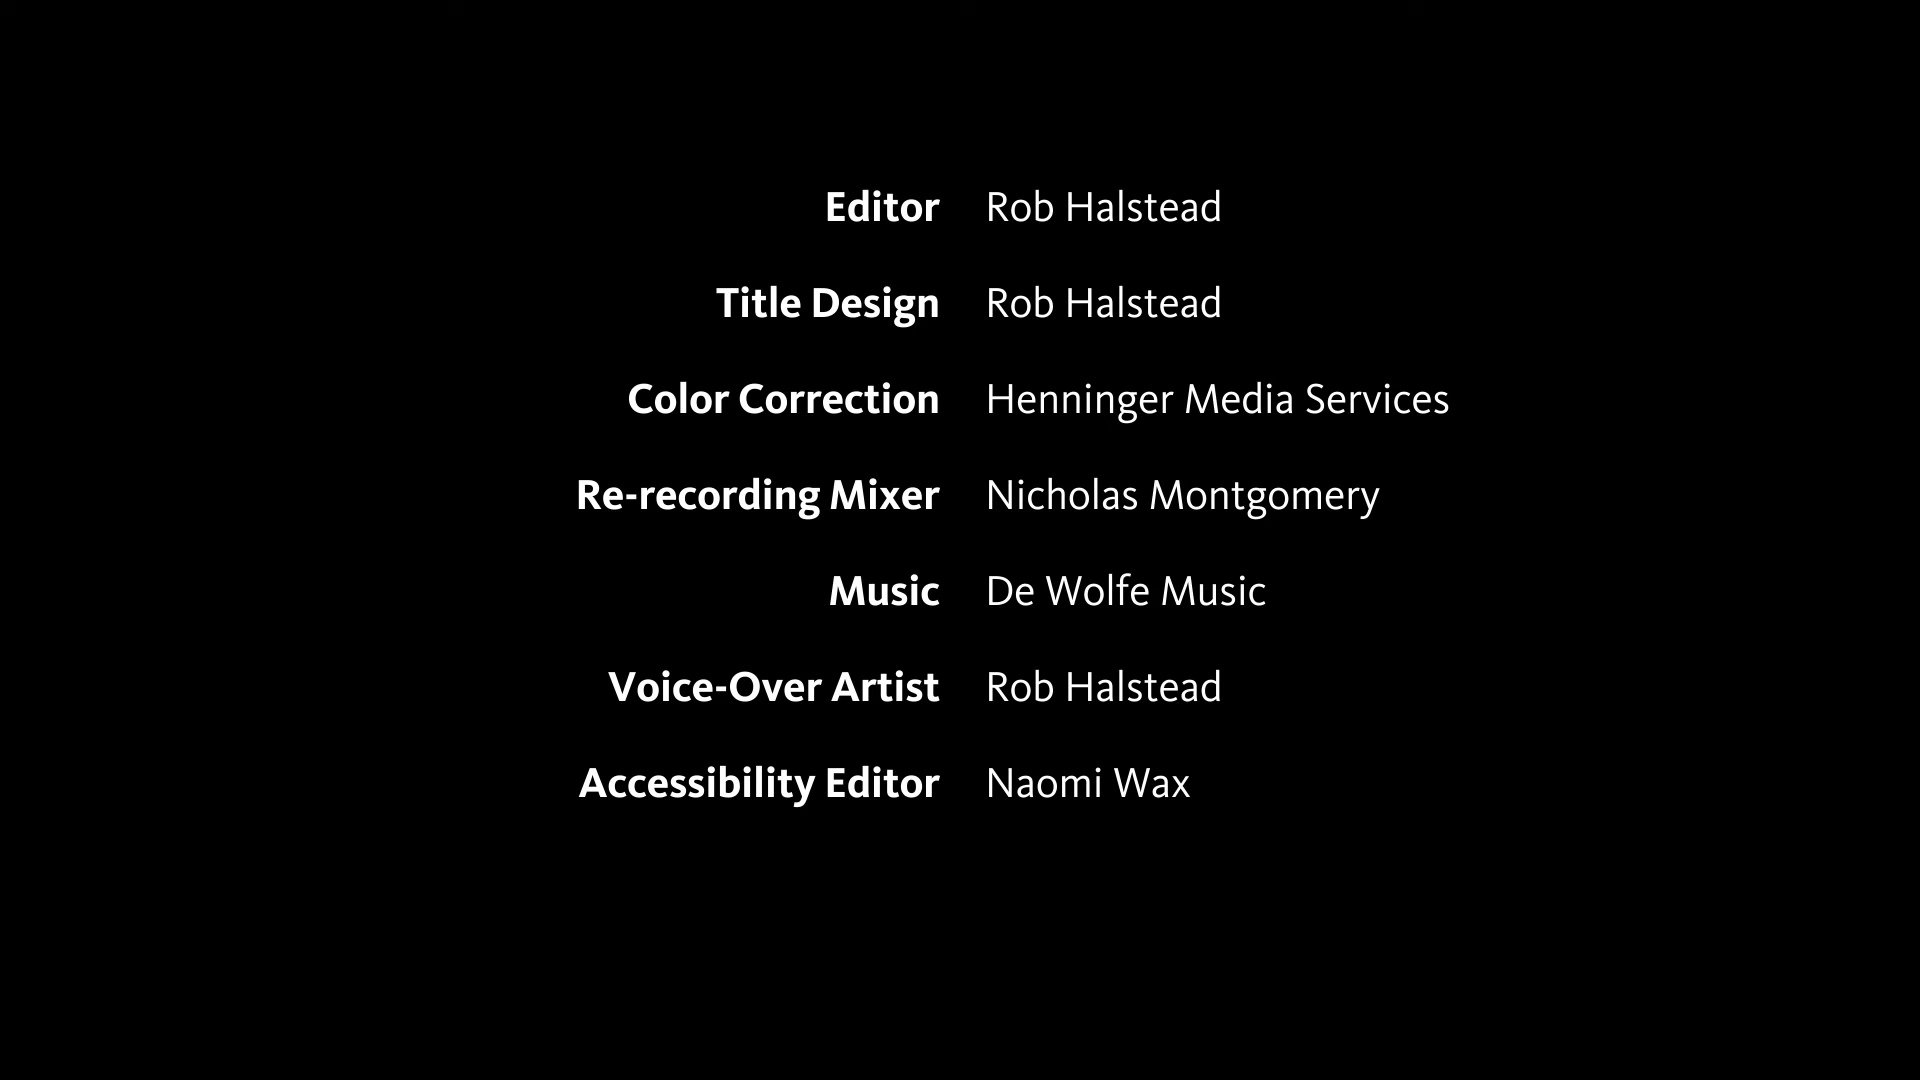 Editor Rob Halstead
Title Design Rob Halstead
Color Correction Henninger Media Services
Re-recording Mixer Nicholas Montgomery
Music De Wolfe Music
Voice-Over Artist Rob Halstead
Accessibility Editor Naomi Wax